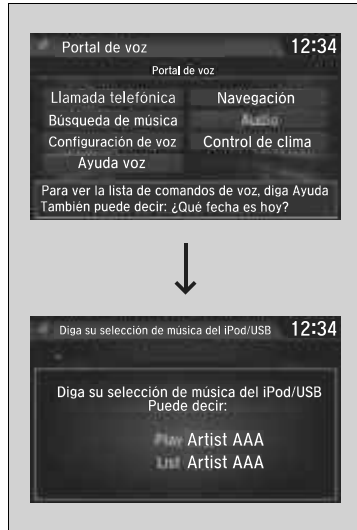 Portal de voz 12:34
Portal de voz
Llamada telefónica Navegación
Búsqueda de música Audio
Configuración de voz Control de clima
Ayuda voz
Para ver la lista de comandos de voz, diga Ayuda
También puede decir: ¿Qué fecha es hoy?
Diga su selección de música del iPod/USB 12:34
Diga su selección de música del iPod/USB
Puede decir:
Play Artist AAA
List Artist AAA